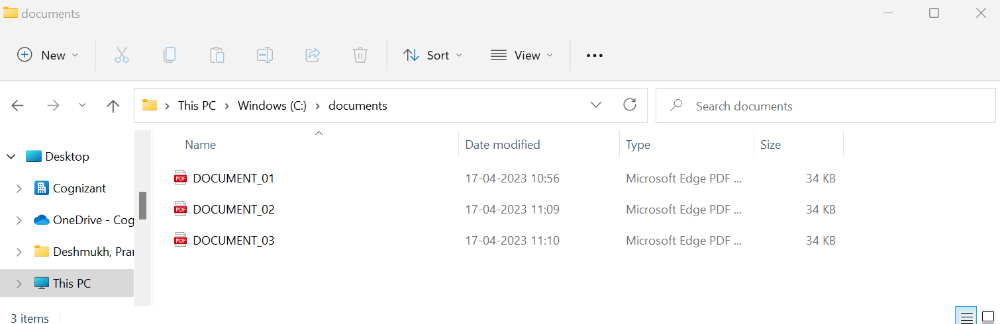 documents
New Sort View
This PC Windows (C:) documents Search documents
Name Date modified Type Size
Desktop
DOCUMENT_01 17-04-2023 10:56 Microsoft Edge PDF ... 34 KB
Cognizant
DOCUMENT_02 17-04-2023 11:09 Microsoft Edge PDF ... 34 KB
OneDrive - Cog
DOCUMENT_03 17-04-2023 11:10 Microsoft Edge PDF ... 34 KB
Deshmukh, Prar
This PC
3 items